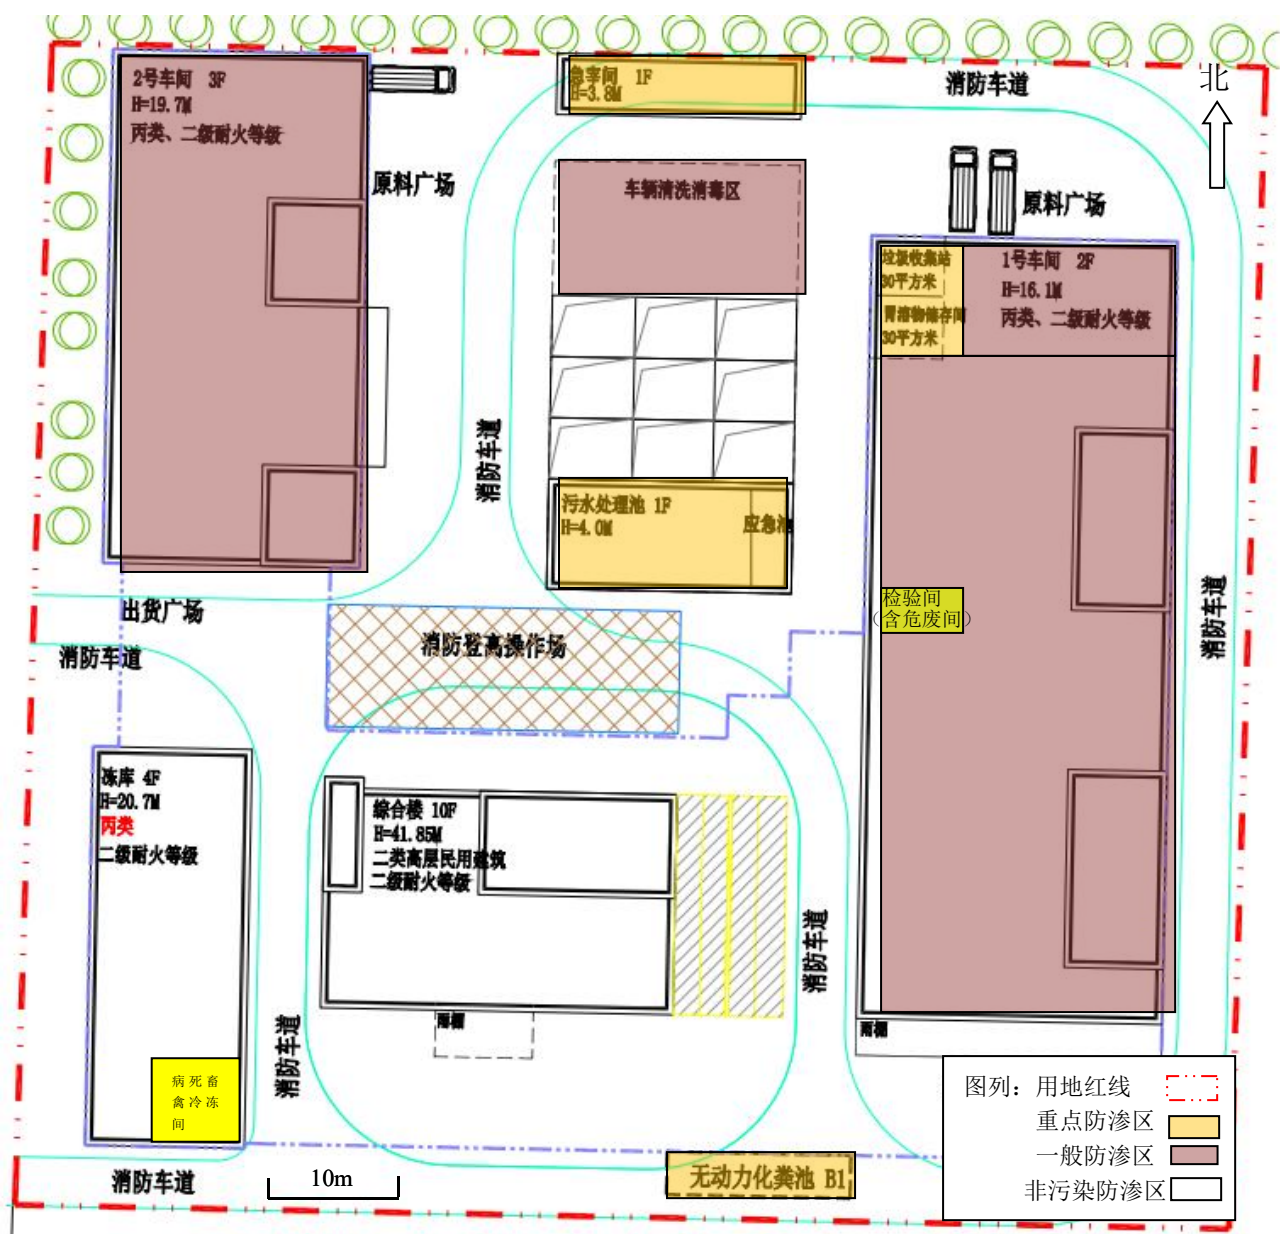 2号车间 3F
H=19.7M
丙类、二级耐火等级
急宰间 1F
H=3.8M
消防车道
北
原料广场
车辆清洗消毒区
原料广场
垃圾收集站
30平方米
胃溶物储存间
30平方米
1号车间 2F
H=16.1M
丙类、二级耐火等级
消防车道
污水处理池 1F
H=4.0M
应急池
检验间
(含危废间)
出货广场
消防车道
消防登高操作场
消防车道
冻库 4F
H=20.7M
丙类
二级耐火等级
综合楼 10F
H=41.85M
二类高层民用建筑
二级耐火等级
消防车道
消防车道
雨棚
雨棚
病死畜
禽冷冻
间
消防车道
10m
无动力化粪池 B1
图列：用地红线
重点防渗区
一般防渗区
非污染防渗区